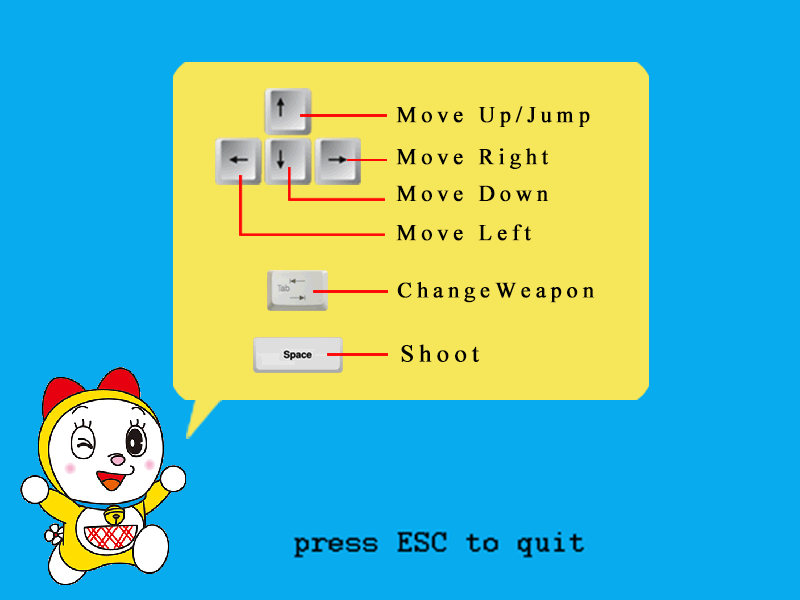 Move Up/Jump
Move Right
Move Down
Move Left
Tab
ChangeWeapon
Space
Shoot
press ESC to quit